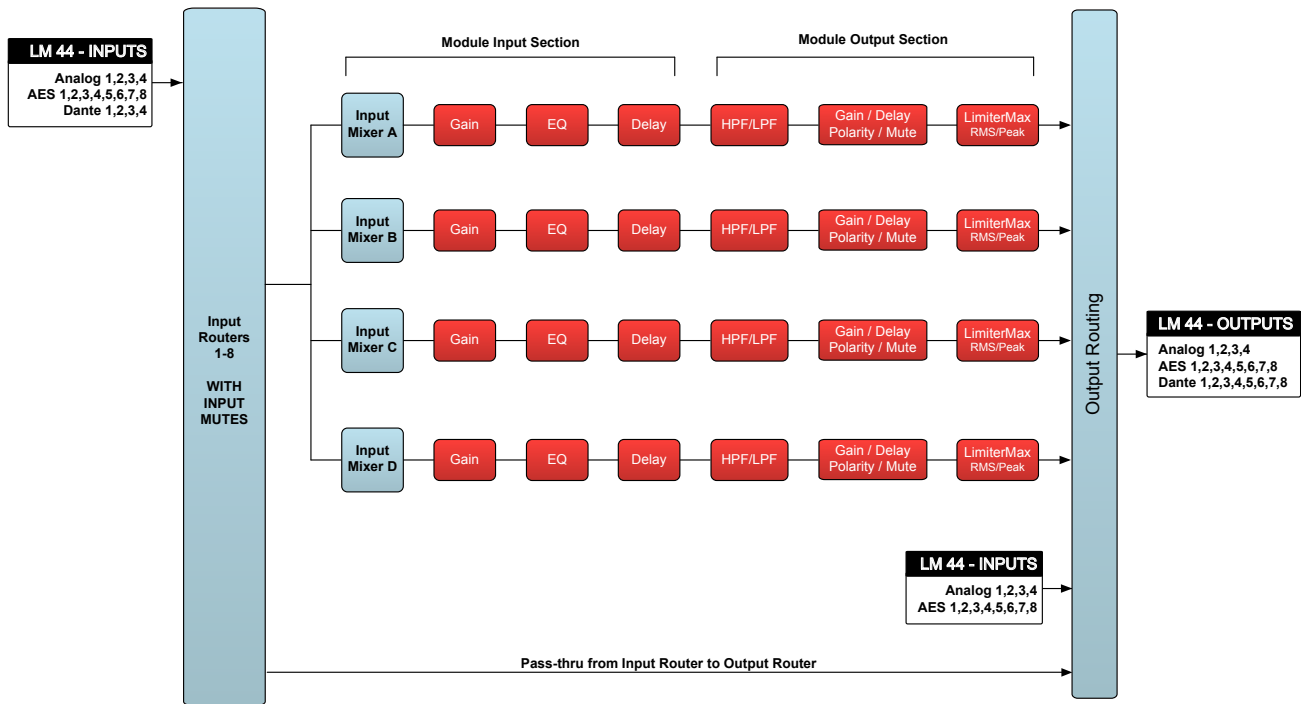 LM 44 - INPUTS
Analog 1,2,3,4
AES 1,2,3,4,5,6,7,8
Dante 1,2,3,4
Input
Routers
1-8
WITH
INPUT
MUTES
Module Input Section
Module Output Section
Input
Mixer A
Gain
EQ
Delay
HPF/LPF
Gain / Delay
Polarity / Mute
LimiterMax
RMS/Peak
Input
Mixer B
Gain
EQ
Delay
HPF/LPF
Gain / Delay
Polarity / Mute
LimiterMax
RMS/Peak
Input
Mixer C
Gain
EQ
Delay
HPF/LPF
Gain / Delay
Polarity / Mute
LimiterMax
RMS/Peak
Input
Mixer D
Gain
EQ
Delay
HPF/LPF
Gain / Delay
Polarity / Mute
LimiterMax
RMS/Peak
LM 44 - INPUTS
Analog 1,2,3,4
AES 1,2,3,4,5,6,7,8
Pass-thru from Input Router to Output Router
Output Routing
LM 44 - OUTPUTS
Analog 1,2,3,4
AES 1,2,3,4,5,6,7,8
Dante 1,2,3,4,5,6,7,8